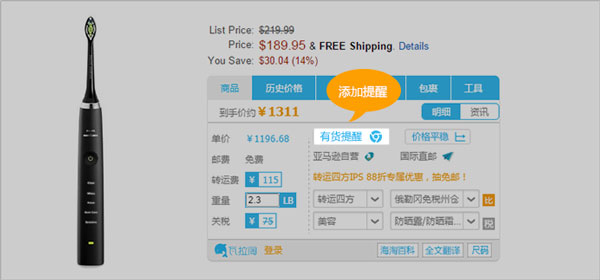 List Price: $219.99
Price: $189.95 & FREE Shipping. Details
You Save: $30.04 (14%)
添加提醒
商品 历史价格 包裹 工具
到手价约 ¥1311 明细 资讯
单价 ¥1196.68 有货提醒 价格平稳
邮费 免费 亚马逊自营 国际直邮
转运费 ¥ 115 转运四方IPS 88折专属优惠，抽免邮！
重量 2.3 LB 转运四方 俄勒冈免税州仓 比
关税 ¥ 75 美容 防晒露/防晒霜... 税
登录 海淘百科 全文翻译 尺码